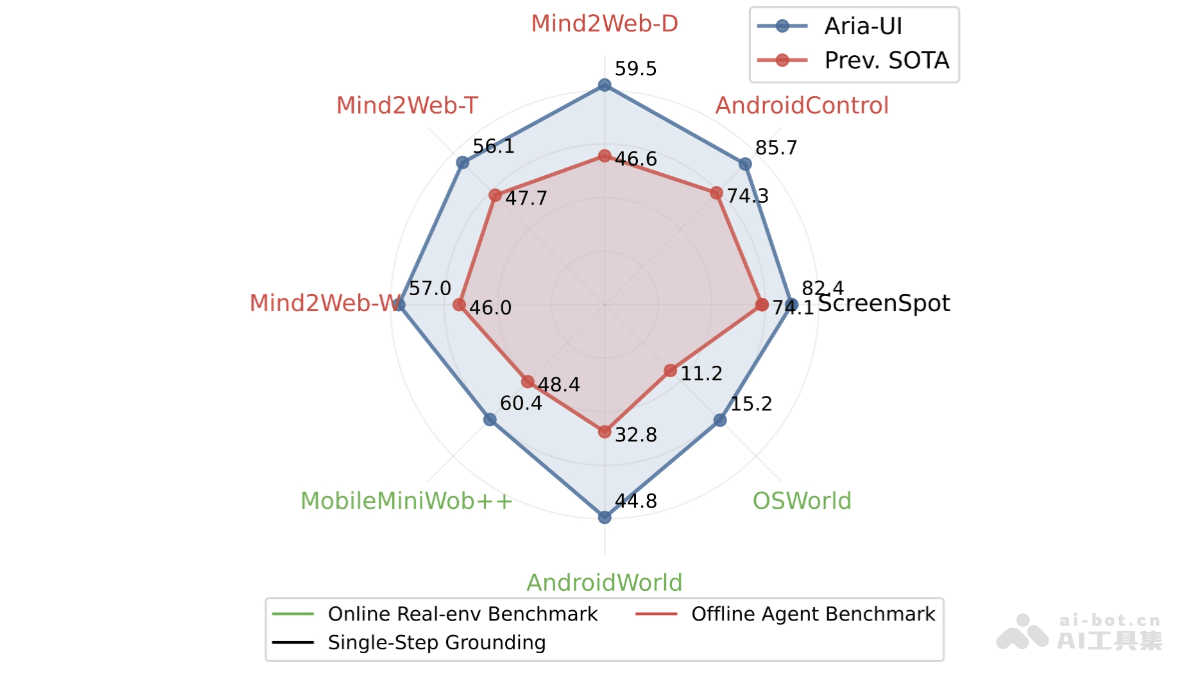 Mind2Web-D
Aria-UI
Prev. SOTA
59.5
Mind2Web-T
AndroidControl
56.1
85.7
46.6
47.7
74.3
Mind2Web-W
57.0
46.0
82.4
74.1
ScreenSpot
48.4
11.2
60.4
15.2
32.8
MobileMiniWob++
44.8
OSWorld
AndroidWorld
Online Real-env Benchmark
Offline Agent Benchmark
Single-Step Grounding
ai-bot.cn
AI工具集